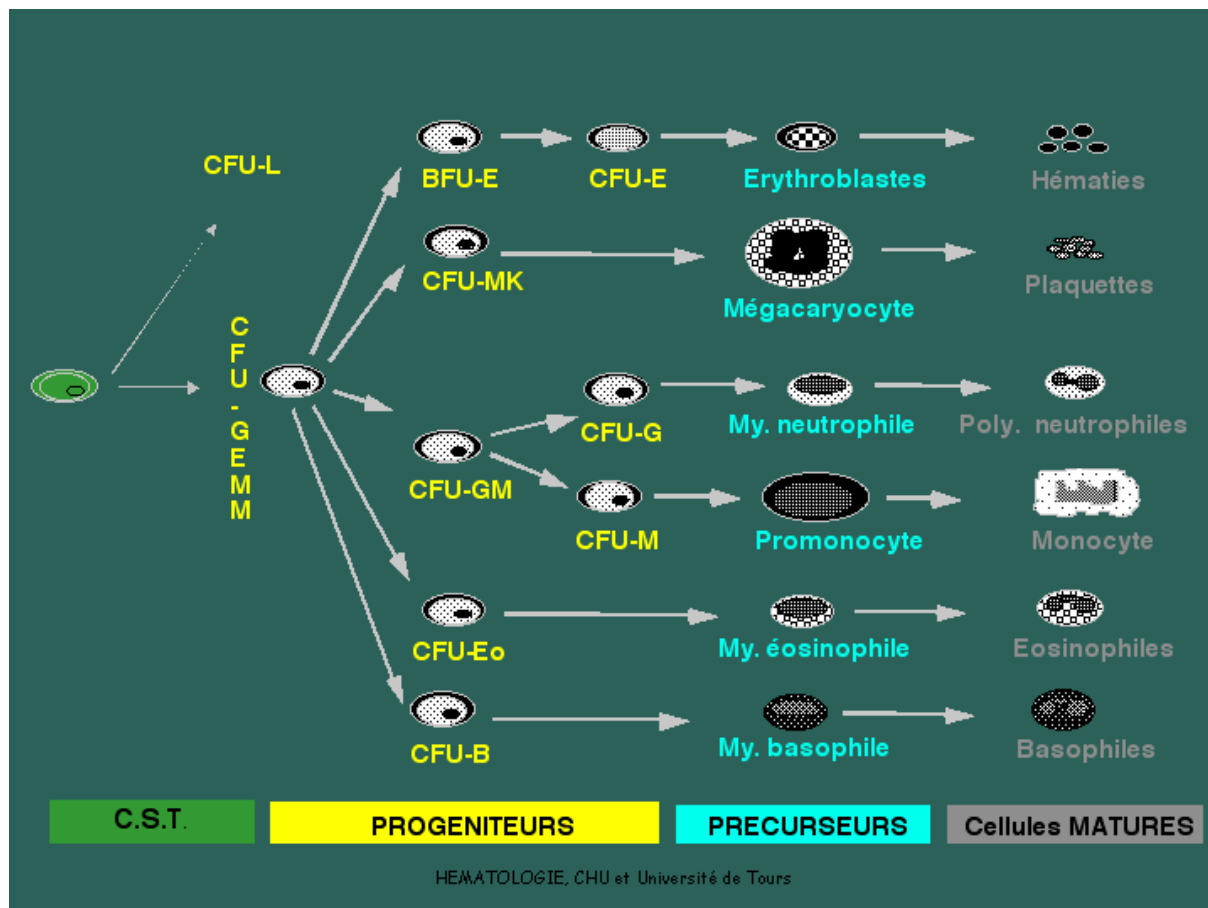 CFU-L
BFU-E
CFU-E
Erythroblastes
Hématies
CFU-MK
Mégacaryocyte
Plaquettes
CFU-GEMM
CFU-GM
CFU-G
My. neutrophile
Poly. neutrophiles
CFU-M
Promonocyte
Monocyte
CFU-Eo
My. éosinophile
Eosinophiles
CFU-B
My. basophile
Basophiles
C.S.T.
PROGENITEURS
PRECURSEURS
Cellules MATURES
HEMATOLOGIE, CHU et Université de Tours